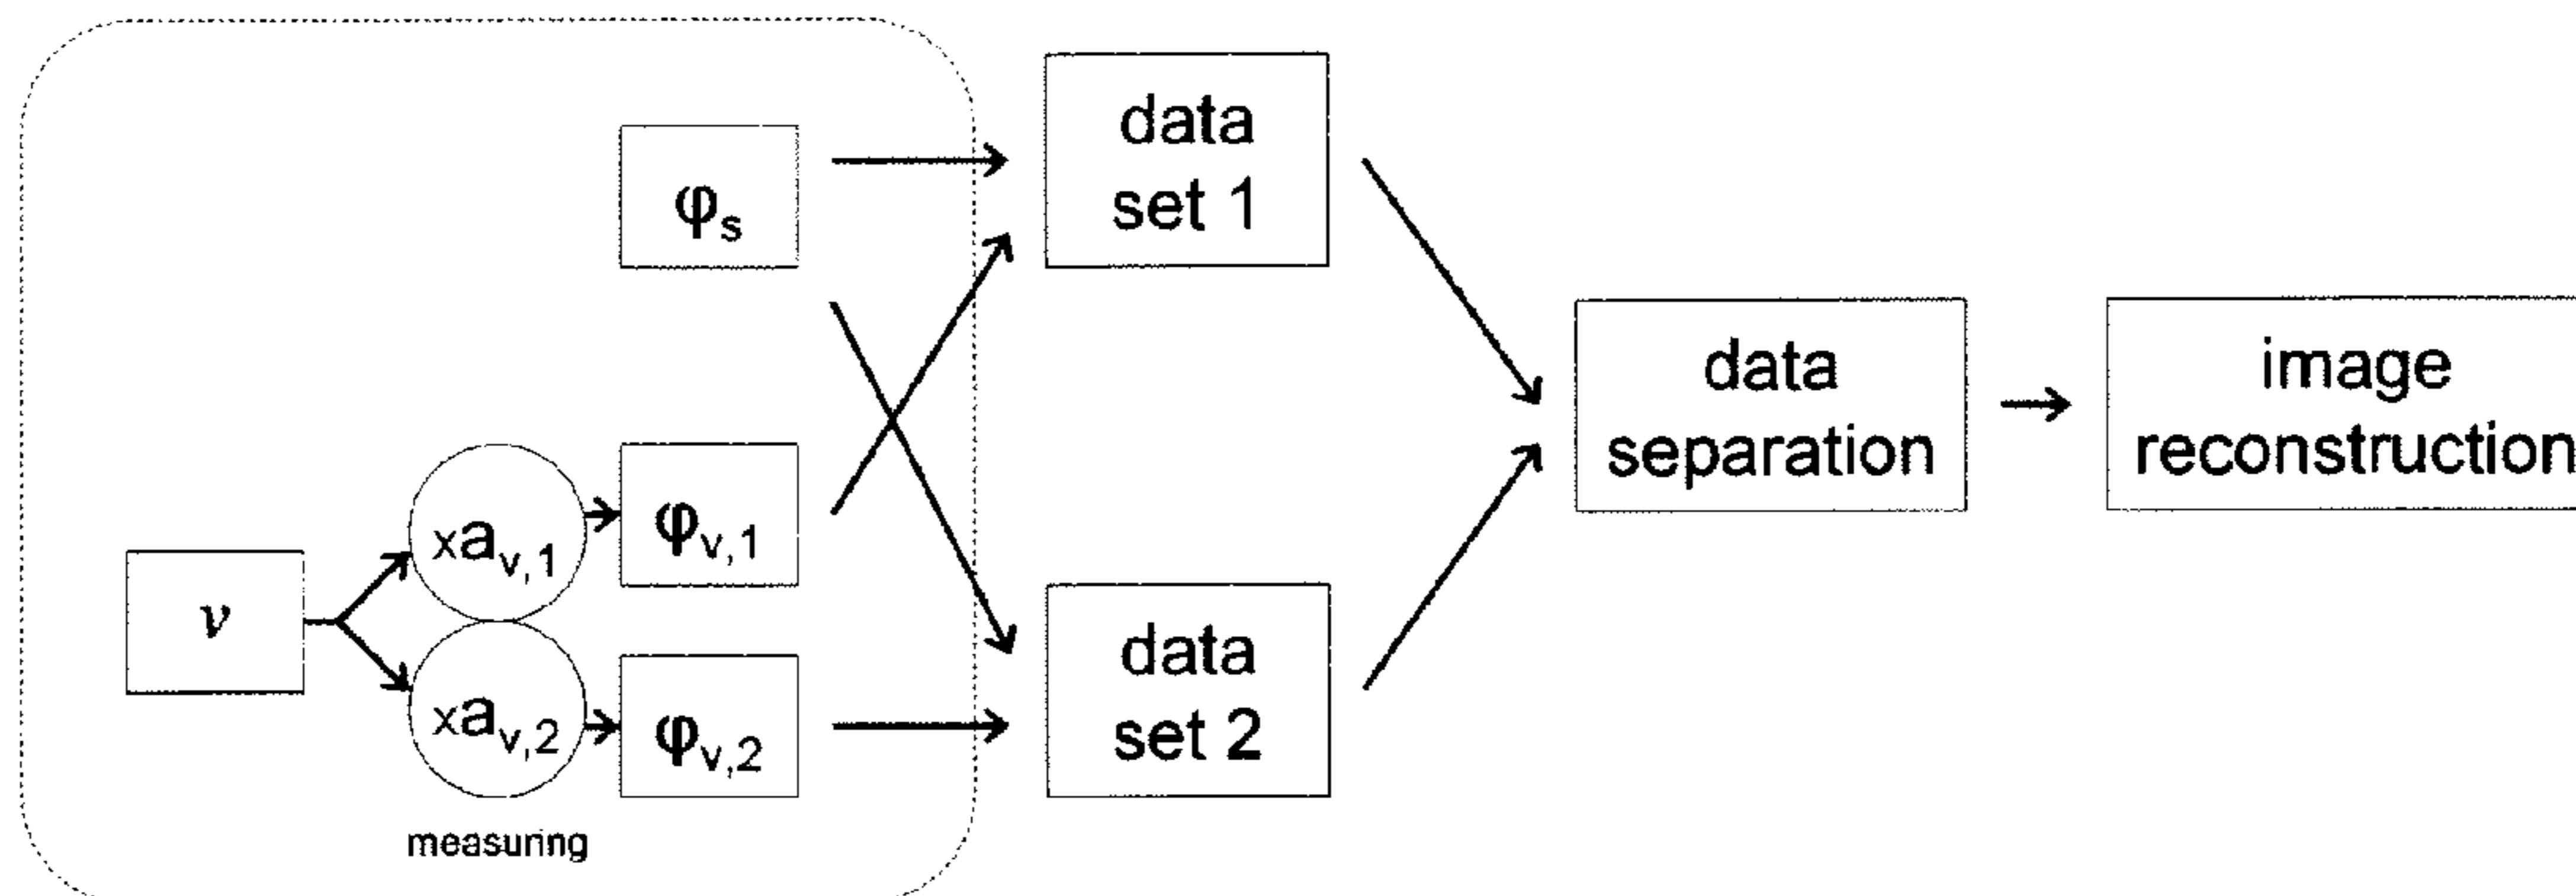 φs
data
set 1
ν
xav,1
φv,1
xav,2
φv,2
measuring
data
set 2
data
separation
image
reconstruction